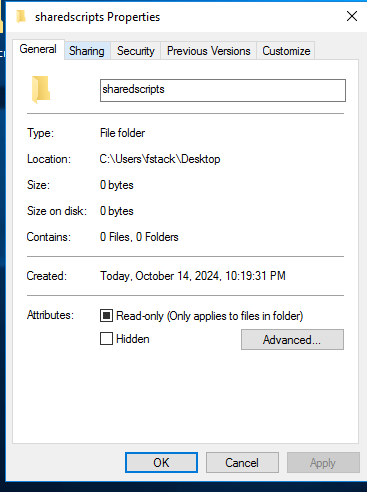 sharedscripts Properties
General Sharing Security Previous Versions Customize
sharedscripts
Type: File folder
Location: C:\Users\fstack\Desktop
Size: 0 bytes
Size on disk: 0 bytes
Contains: 0 Files, 0 Folders
Created: Today, October 14, 2024, 10:19:31 PM
Attributes: Read-only (Only applies to files in folder)
Hidden Advanced...
OK Cancel Apply